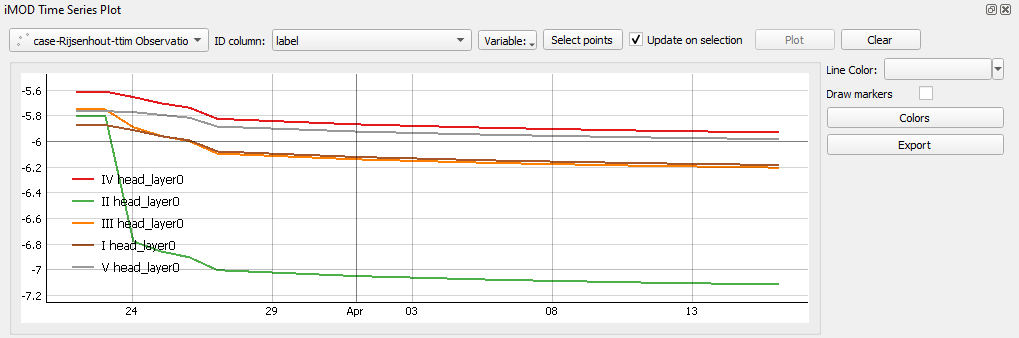 iMOD Time Series Plot
case-Rijsenhout-ttim Observatio ID column: label Variable: Select points Update on selection Plot Clear
Line Color:
Draw markers
Colors
Export
-5.6
-5.8
-6
-6.2
-6.4
-6.6
-6.8
-7
-7.2
IV head_layer0
II head_layer0
III head_layer0
I head_layer0
V head_layer0
24 29 Apr 03 08 13